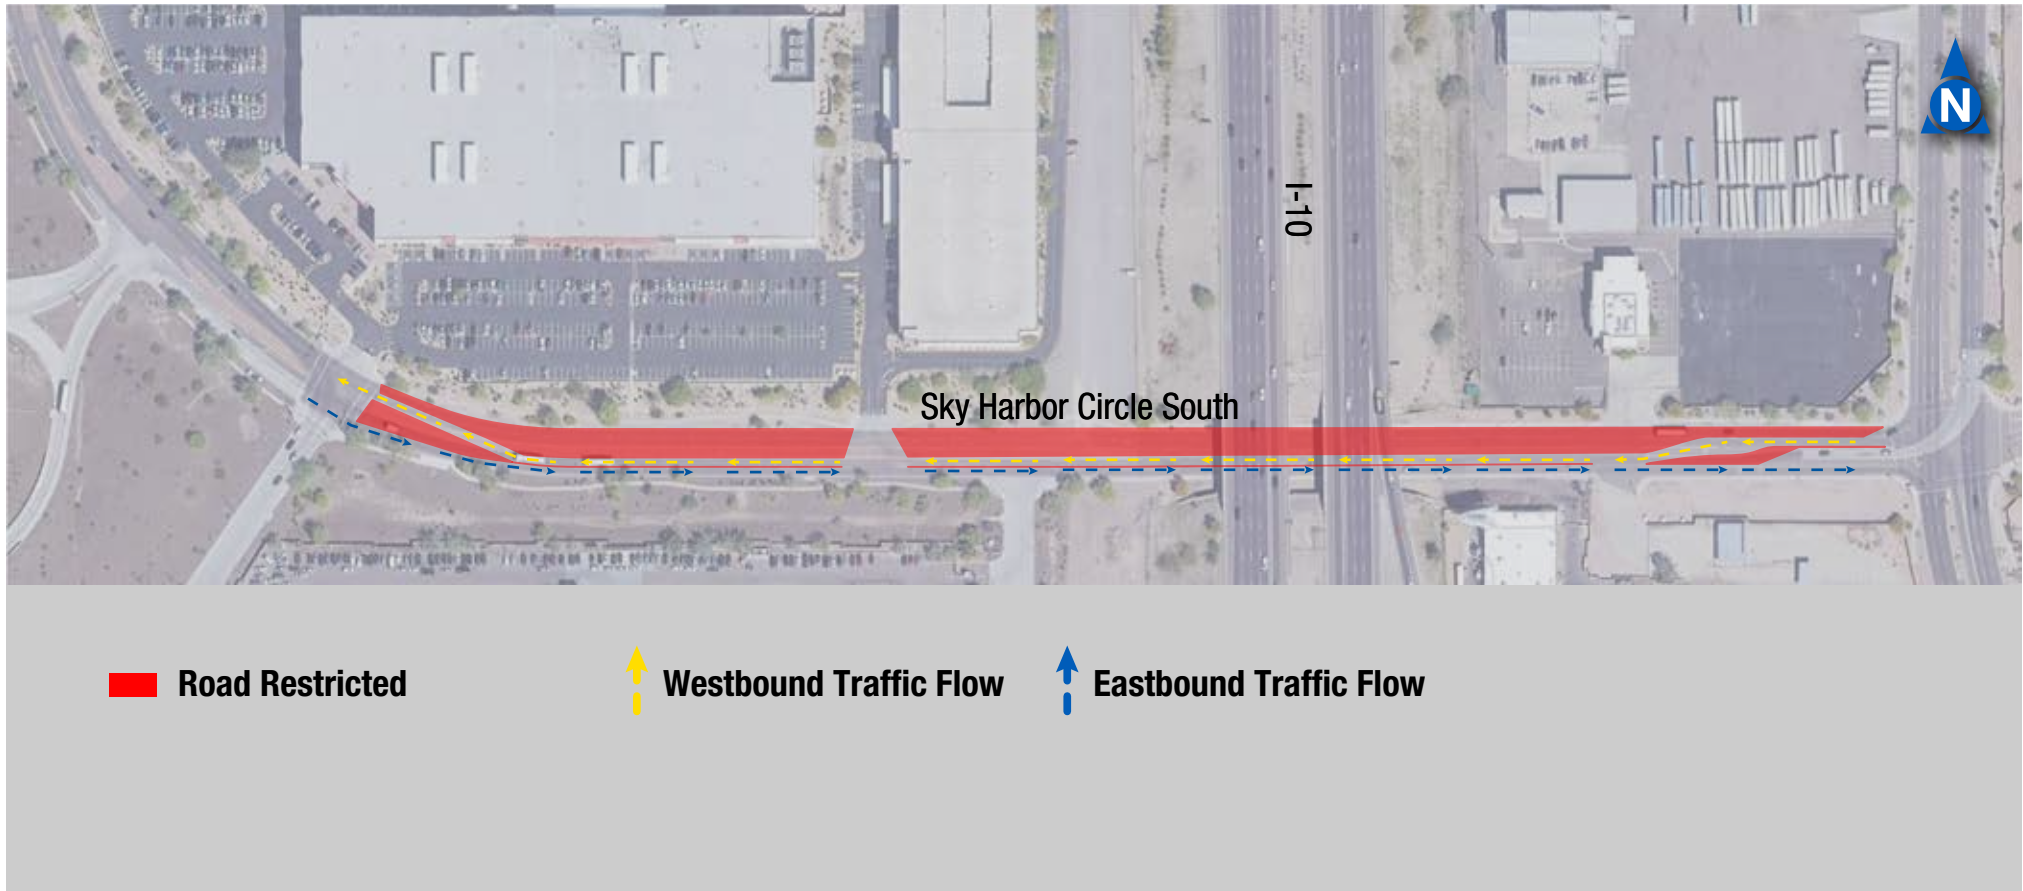 N
I-10
Sky Harbor Circle South
Road Restricted
Westbound Traffic Flow
Eastbound Traffic Flow